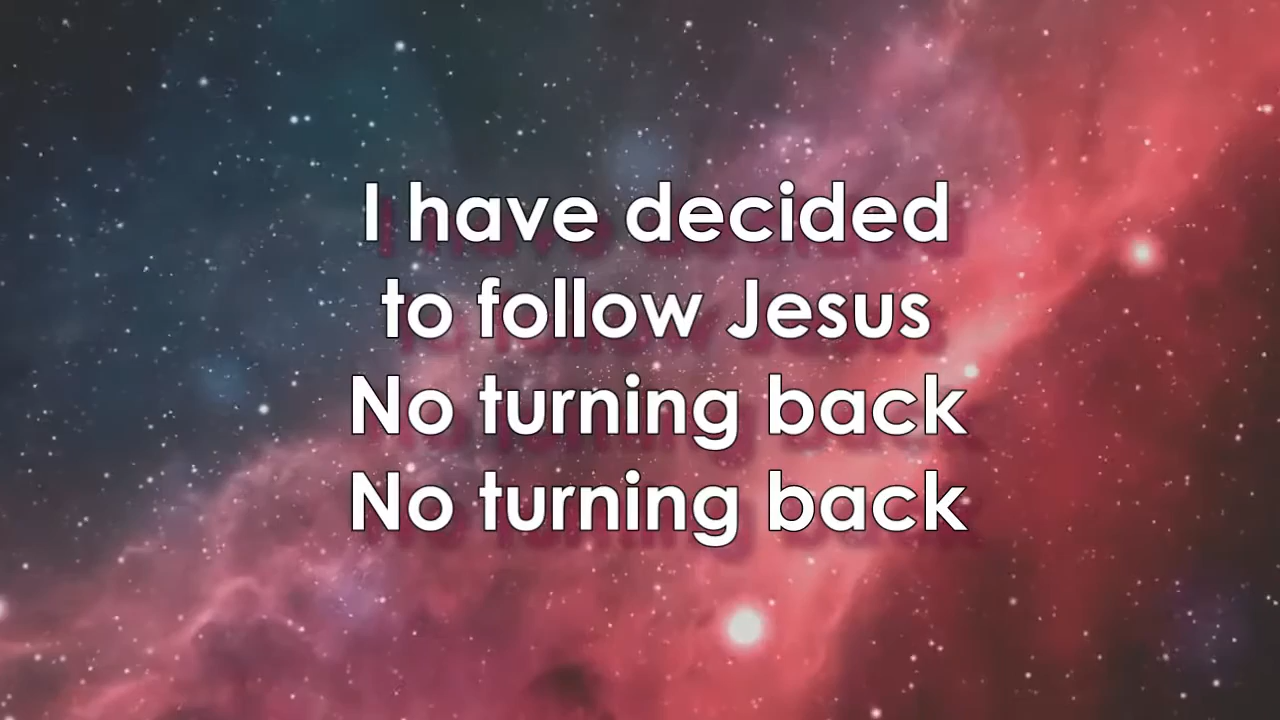 I have decided
to follow Jesus
No turning back
No turning back